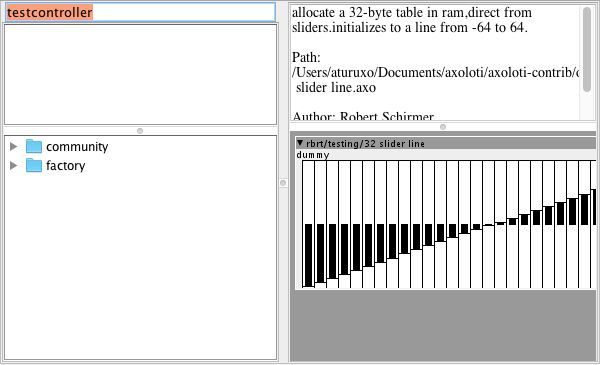 testcontroller
community
factory
allocate a 32-byte table in ram,direct from
sliders.initializes to a line from -64 to 64.
Path:
/Users/aturuxo/Documents/axoloti/axoloti-contrib/
slider line.axo
Author: Robert Schirmer
rbrt/testing/32 slider line
dummy